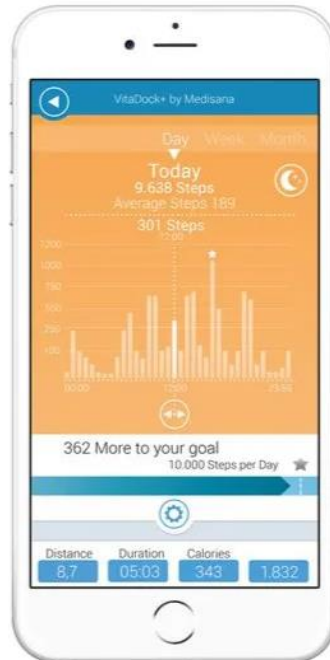 VitaDock+ by Medisana
Day Week Month
Today
9.638 Steps
Average Steps 189
301 Steps
12:00
1200
1000
500
250
100
00:00 12:00 23:59
362 More to your goal
10.000 Steps per Day
Distance Duration Calories
8,7 05:03 343 1.832